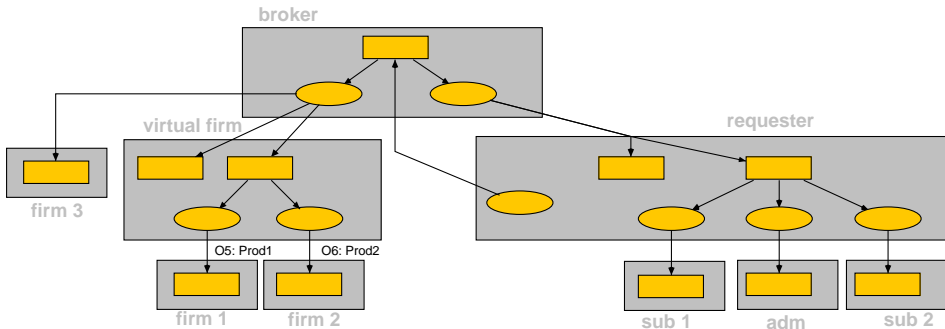 broker
virtual firm
requester
firm 3
O5: Prod1
O6: Prod2
firm 1
firm 2
sub 1
adm
sub 2